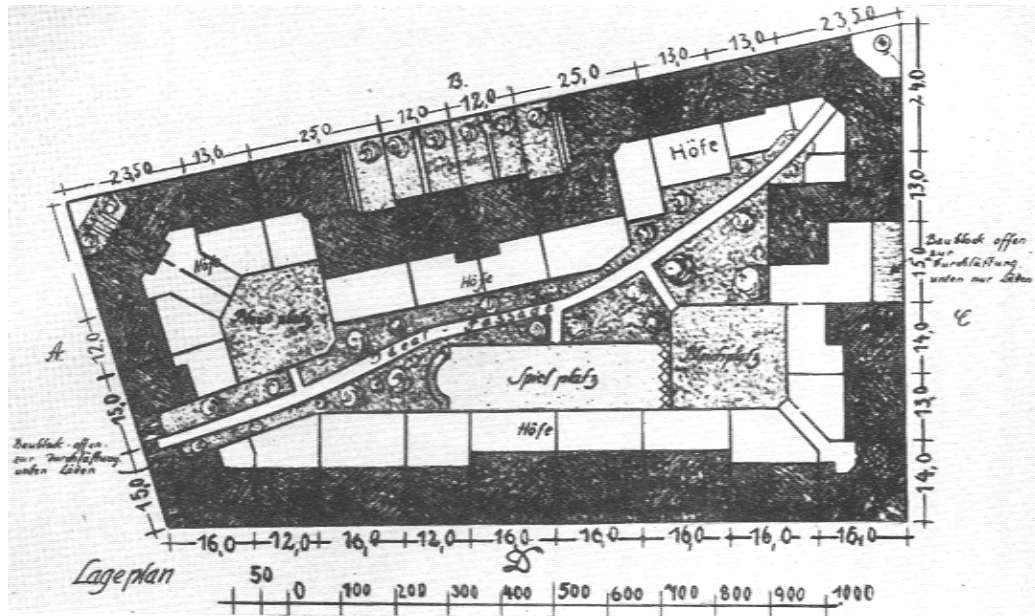 23,50
13,0
25,0
12,0
B.
12,0
25,0
13,0
13,0
23,50
24,0
13,0
15,0
14,0
13,0
14,0
Höfe
Höfe
Höfe
Baublock offen
zur
Durchlüftung
unten nur Läden
C
A.
12,0
15,0
15,0
Bleichplatz
Spielplatz
Bleichplatz
Höfe
Baublock offen
zur Durchlüftung
unten Läden
16,0
12,0
16,0
12,0
16,0
16,0
16,0
16,0
16,0
D
Lageplan
50
0
100
200
300
400
500
600
700
800
900
1000